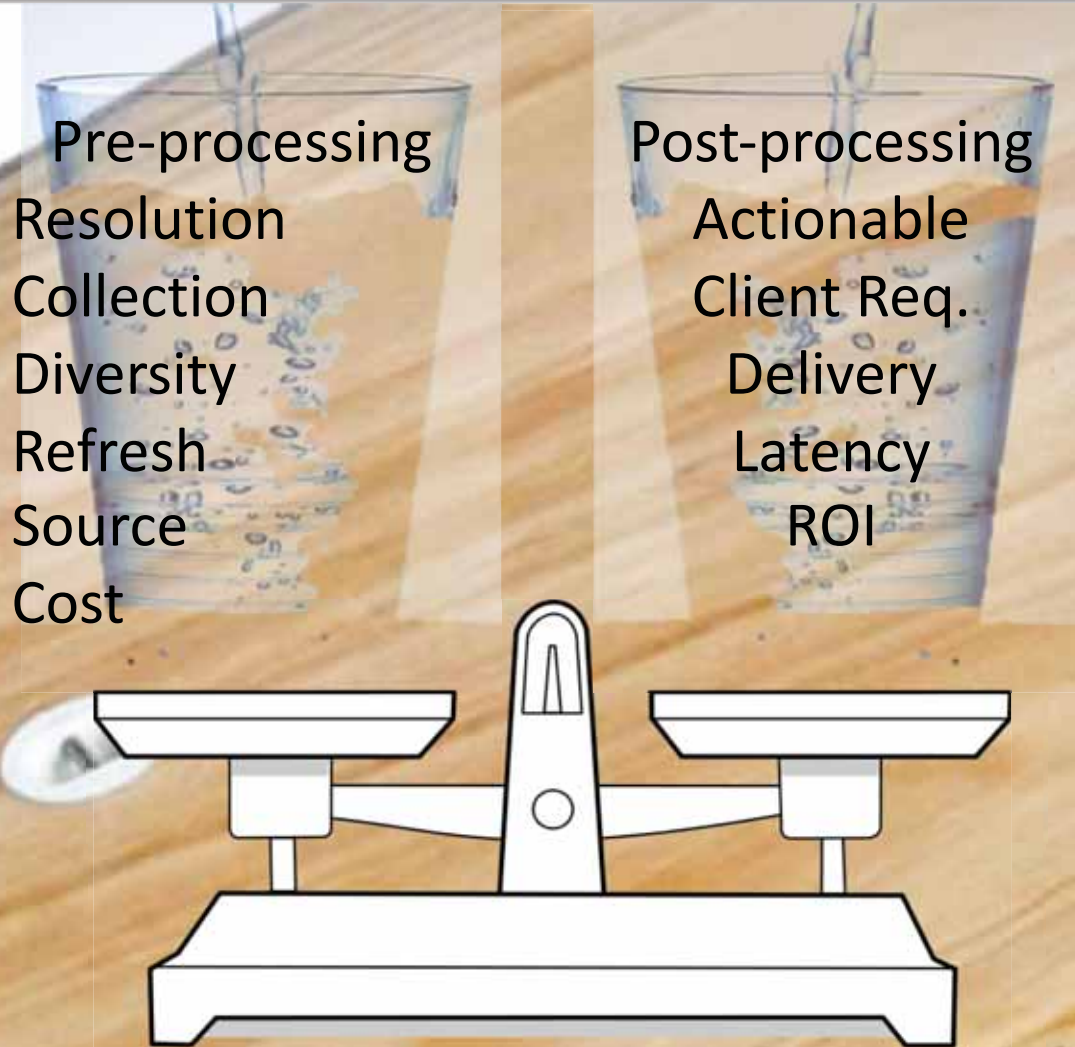 Pre-processing
Resolution
Collection
Diversity
Refresh
Source
Cost
Post-processing
Actionable
Client Req.
Delivery
Latency
ROI